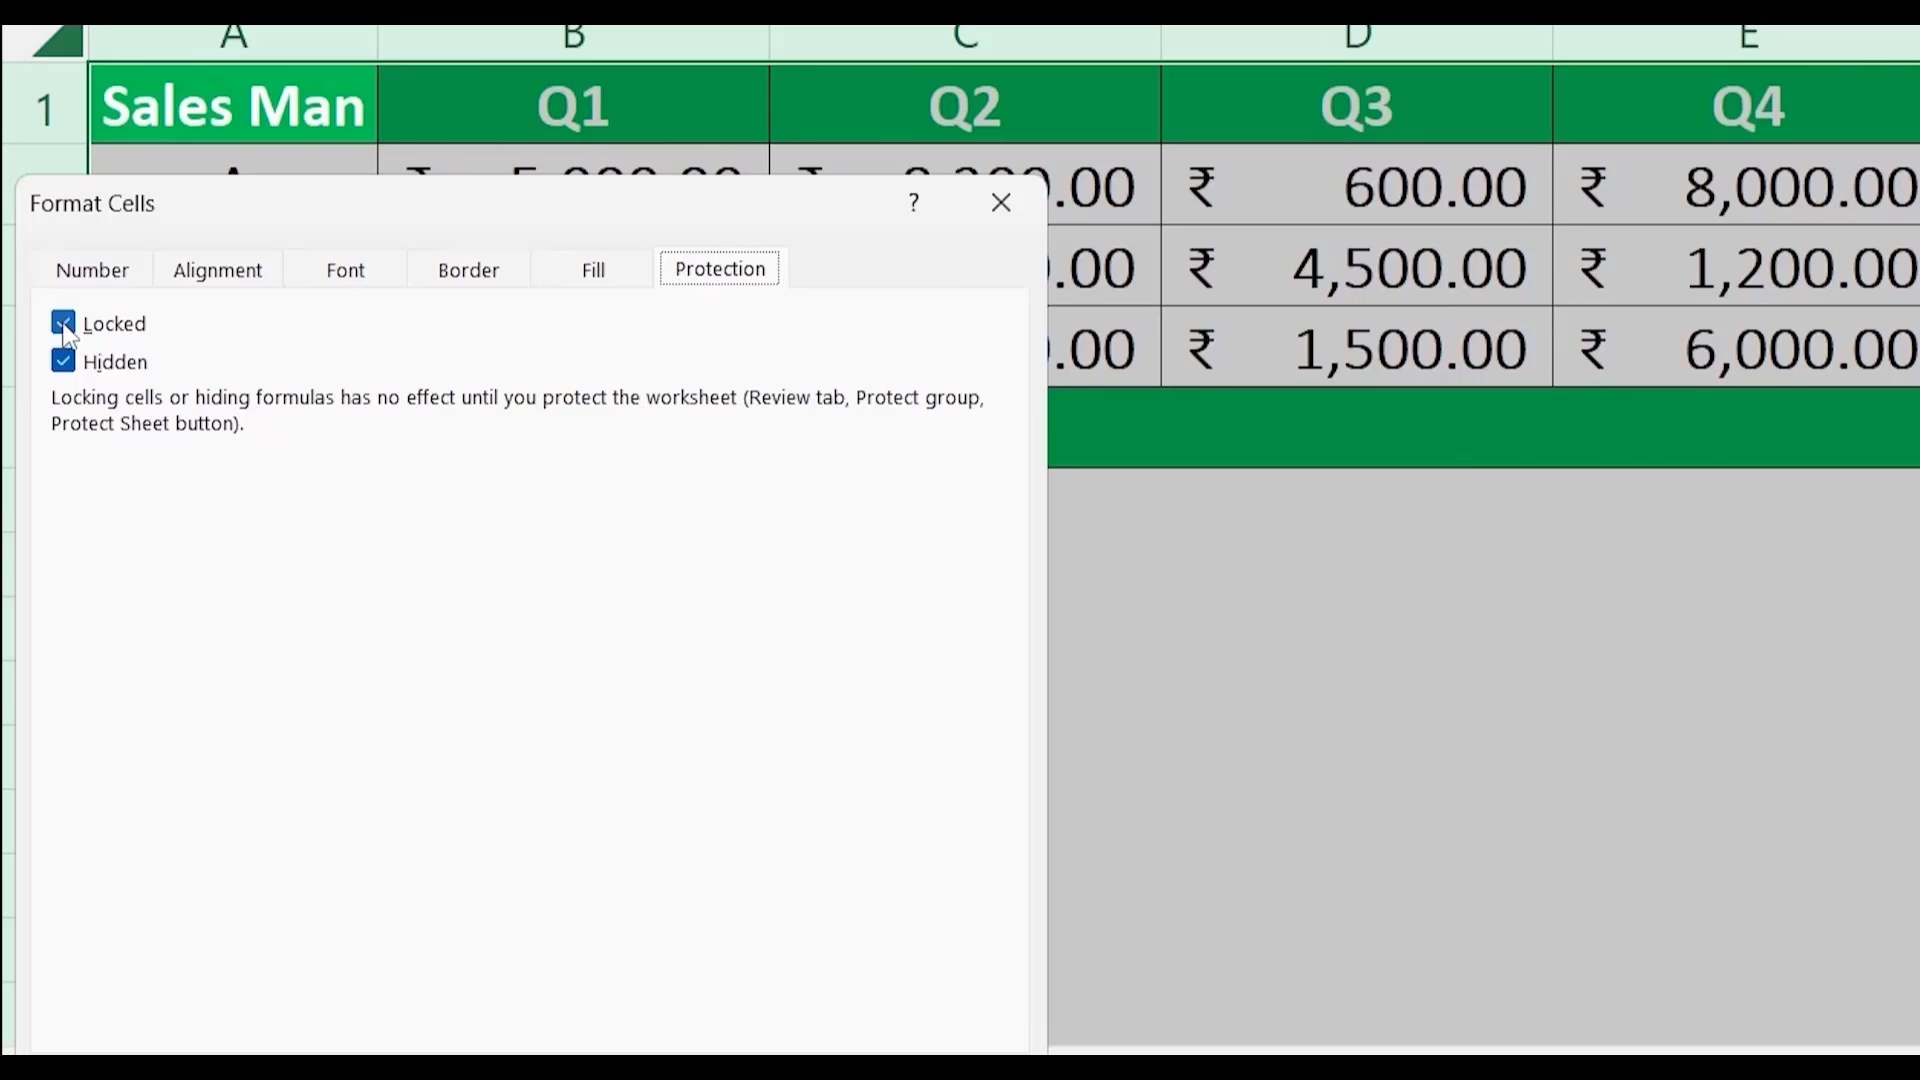 A B C D E
1 Sales Man Q1 Q2 Q3 Q4
.00 ₹ 600.00 ₹ 8,000.00
.00 ₹ 4,500.00 ₹ 1,200.00
.00 ₹ 1,500.00 ₹ 6,000.00
Format Cells ?
Number Alignment Font Border Fill Protection
Locked
Hidden
Locking cells or hiding formulas has no effect until you protect the worksheet (Review tab, Protect group,
Protect Sheet button).